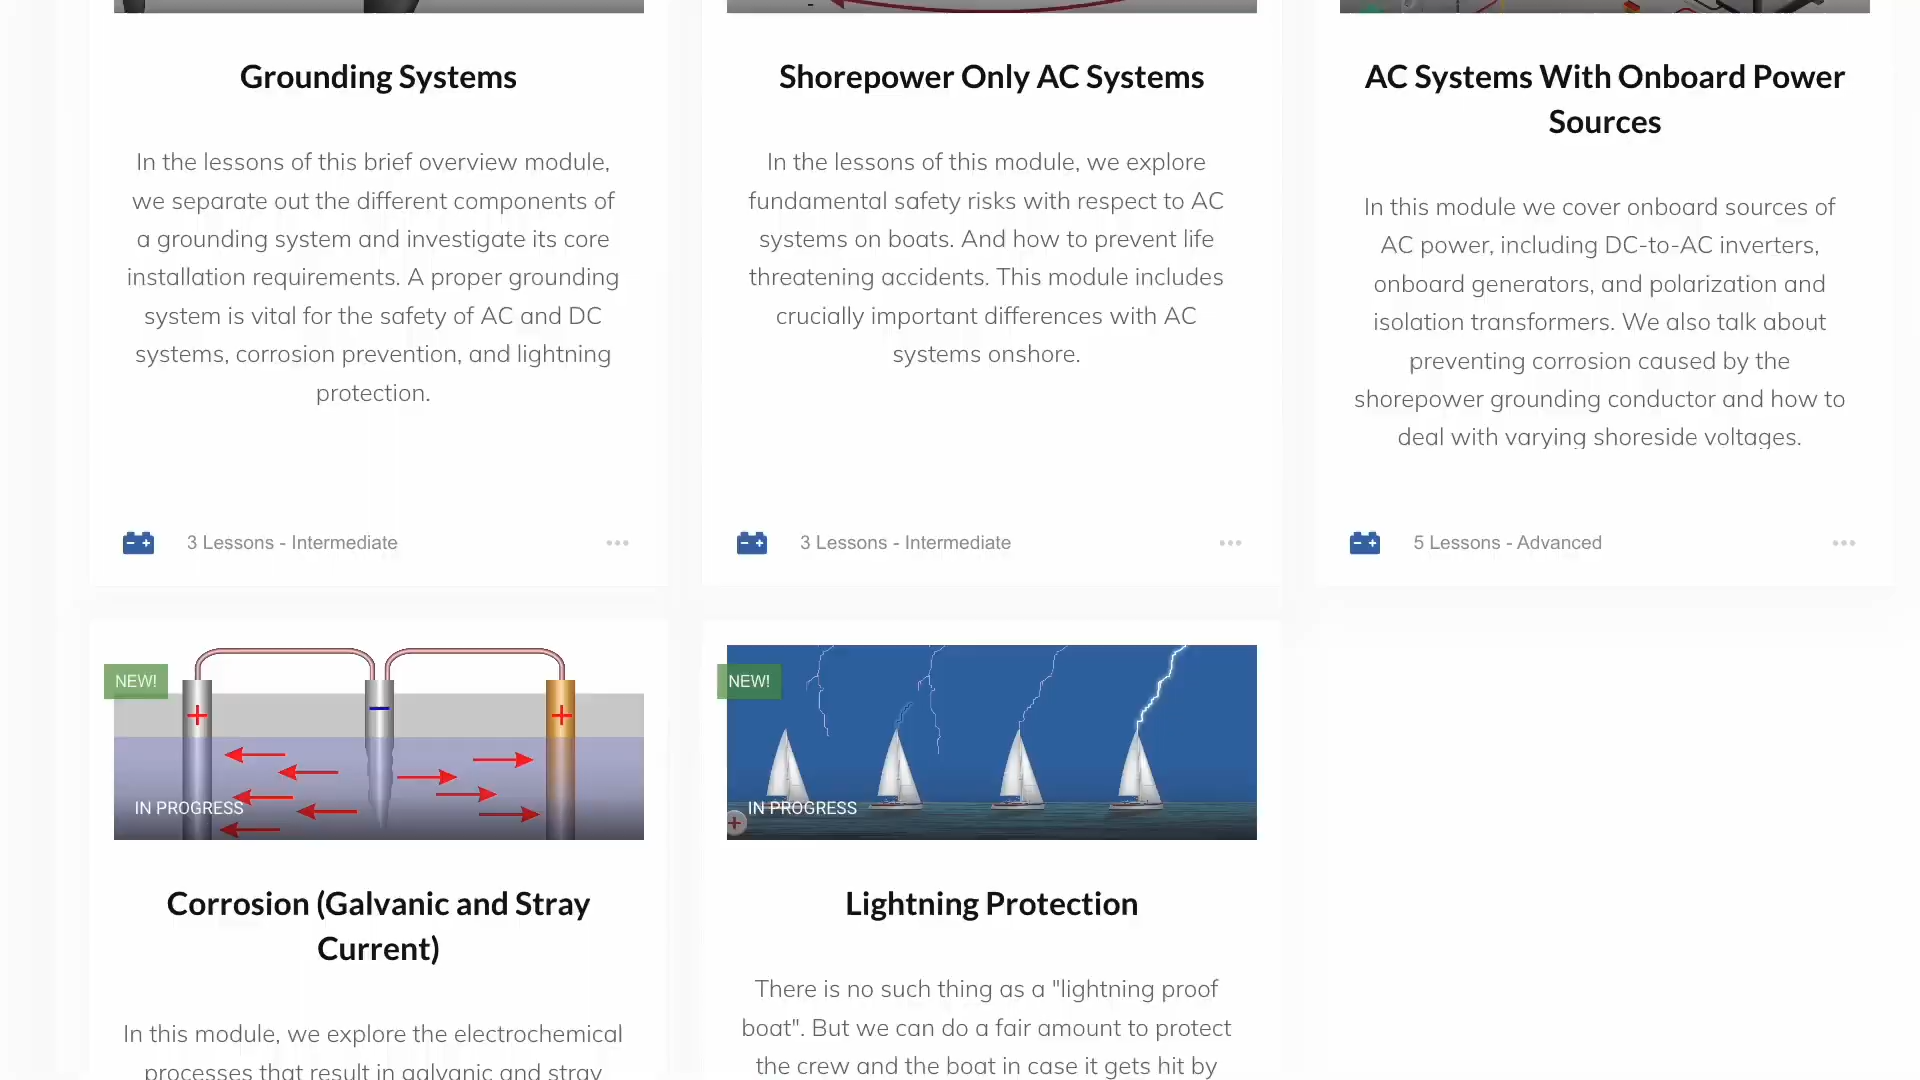 Grounding Systems
In the lessons of this brief overview module,
we separate out the different components of
a grounding system and investigate its core
installation requirements. A proper grounding
system is vital for the safety of AC and DC
systems, corrosion prevention, and lightning
protection.
3 Lessons - Intermediate
Shorepower Only AC Systems
In the lessons of this module, we explore
fundamental safety risks with respect to AC
systems on boats. And how to prevent life
threatening accidents. This module includes
crucially important differences with AC
systems onshore.
3 Lessons - Intermediate
AC Systems With Onboard Power
Sources
In this module we cover onboard sources of
AC power, including DC-to-AC inverters,
onboard generators, and polarization and
isolation transformers. We also talk about
preventing corrosion caused by the
shorepower grounding conductor and how to
deal with varying shoreside voltages.
5 Lessons - Advanced
NEW!
IN PROGRESS
Corrosion (Galvanic and Stray
Current)
In this module, we explore the electrochemical
processes that result in galvanic and stray
NEW!
IN PROGRESS
Lightning Protection
There is no such thing as a "lightning proof
boat". But we can do a fair amount to protect
the crew and the boat in case it gets hit by